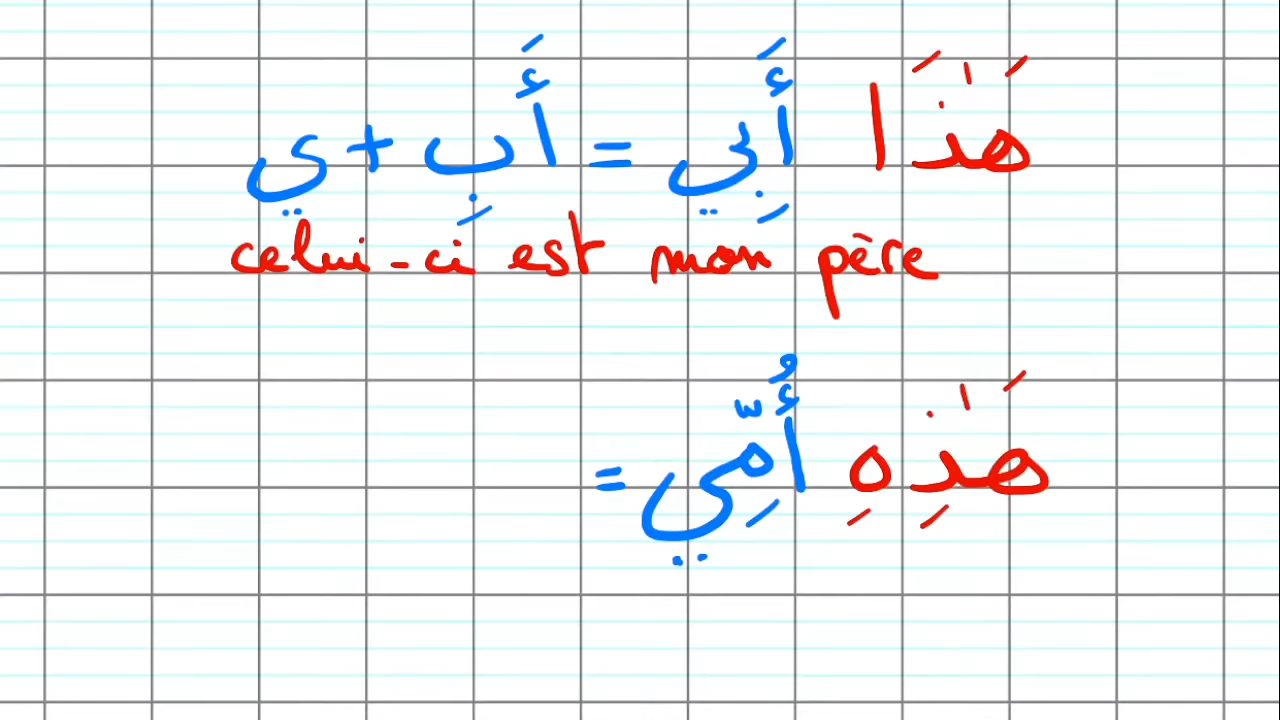 هَٰذَا أَبِي = أَبِ + ي
celui-ci est mon père
هَٰذِهِ أُمِّي =